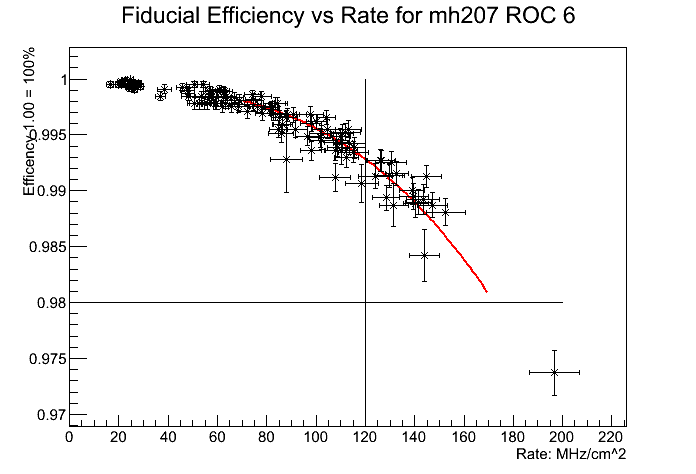 Fiducial Efficiency vs Rate for mh207 ROC 6
Efficency 1.00 = 100%
1
0.995
0.99
0.985
0.98
0.975
0.97
0 20 40 60 80 100 120 140 160 180 200 220
Rate: MHz/cm^2